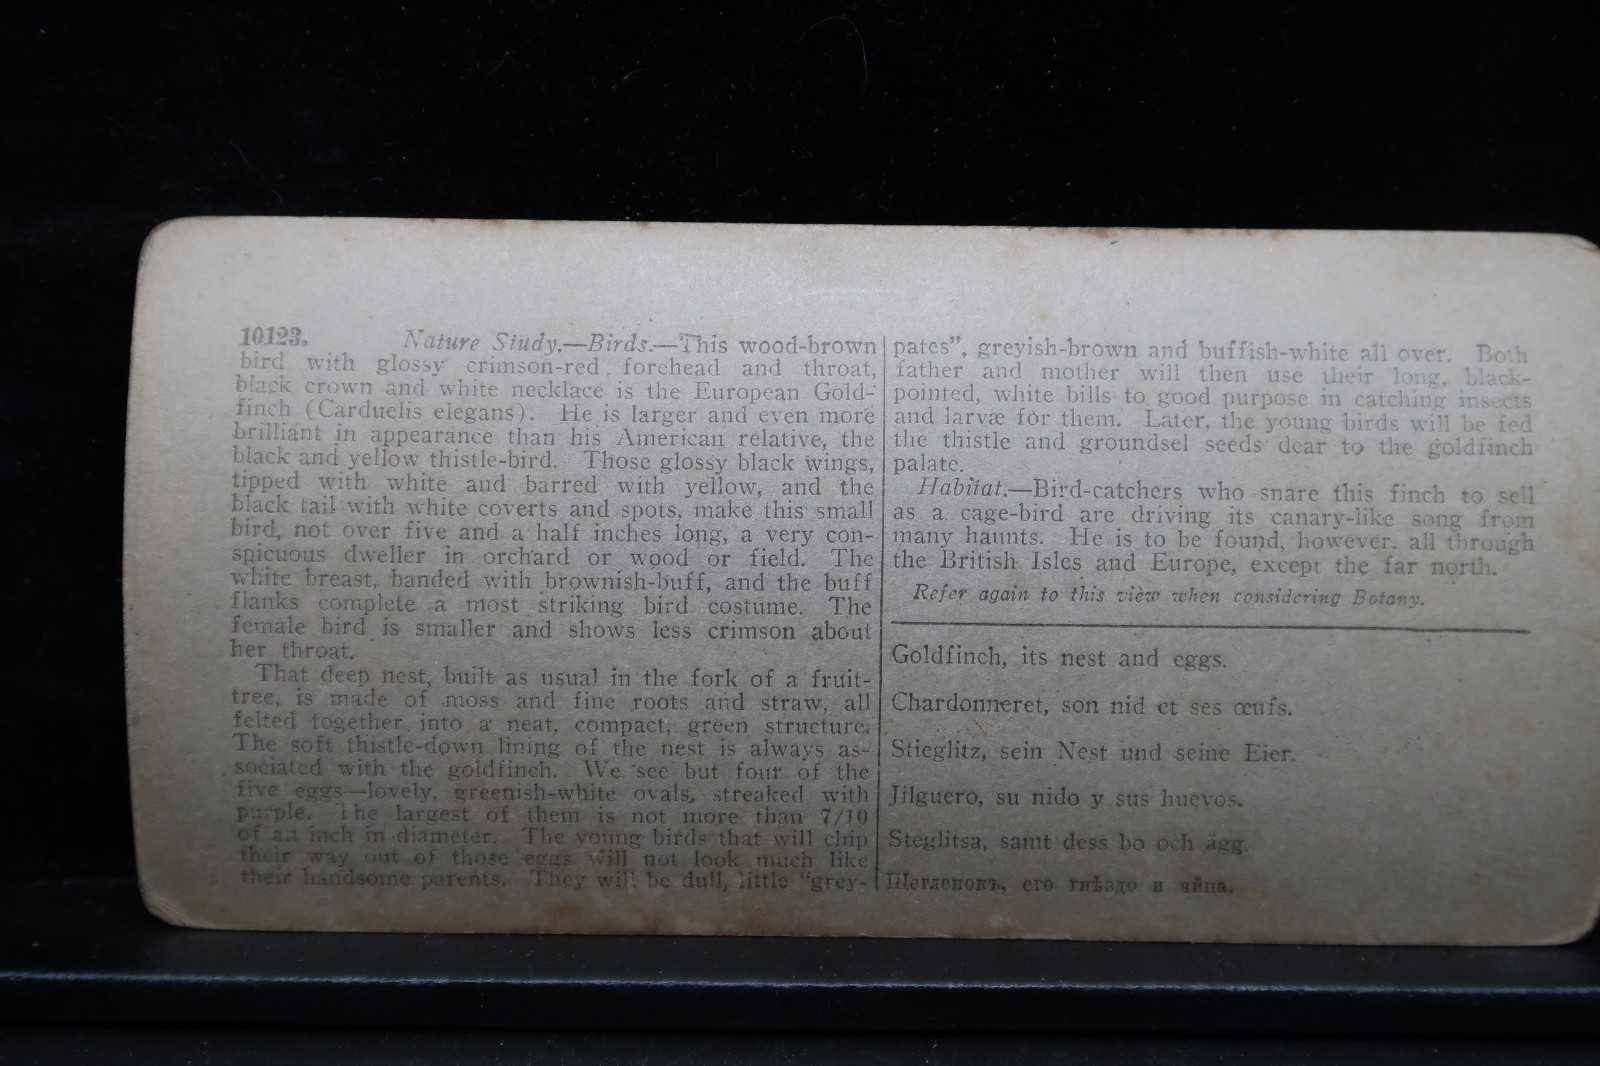 10123. Nature Study.—Birds.—This wood-brown
bird with glossy crimson-red forehead and throat,
black crown and white necklace is the European Gold-
finch (Carduelis elegans). He is larger and even more
brilliant in appearance than his American relative, the
black and yellow thistle-bird. Those glossy black wings,
tipped with white and barred with yellow, and the
black tail with white coverts and spots, make this small
bird, not over five and a half inches long, a very con-
spicuous dweller in orchard or wood or field. The
white breast, banded with brownish-buff, and the buff
flanks complete a most striking bird costume. The
female bird is smaller and shows less crimson about
her throat.
That deep nest, built as usual in the fork of a fruit-
tree, is made of moss and fine roots and straw, all
felted together into a neat, compact, green structure.
The soft thistle-down lining of the nest is always as-
sociated with the goldfinch. We see but four of the
five eggs—lovely, greenish-white ovals, streaked with
purple. The largest of them is not more than 7/10
of an inch in diameter. The young birds that will chip
their way out of those eggs will not look much like
their handsome parents. They will be dull, little "grey-
pates", greyish-brown and buffish-white all over. Both
father and mother will then use their long, black-
pointed, white bills to good purpose in catching insects
and larvæ for them. Later, the young birds will be fed
the thistle and groundsel seeds dear to the goldfinch
palate.
Habitat.—Bird-catchers who snare this finch to sell
as a cage-bird are driving its canary-like song from
many haunts. He is to be found, however, all through
the British Isles and Europe, except the far north.
Refer again to this view when considering Botany.
Goldfinch, its nest and eggs.
Chardonneret, son nid et ses œufs.
Stieglitz, sein Nest und seine Eier.
Jilguero, su nido y sus huevos.
Steglitsa, samt dess bo och ägg.
Щегленокъ, его гнѣздо и яйца.